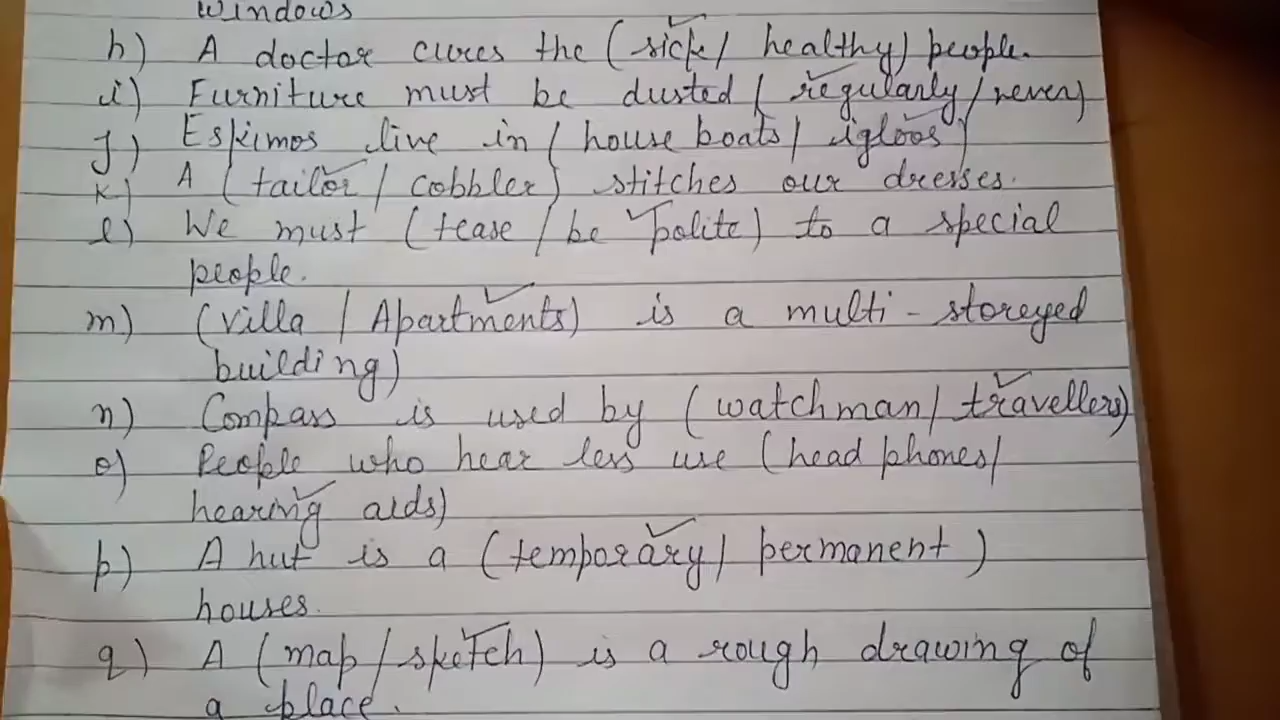 windows
h) A doctor cures the (sick/ healthy) people.
i) Furniture must be dusted ( regularly/never)
j) Eskimos live in ( house boats/ igloos)
k) A (tailor / cobbler) stitches our dresses.
l) We must (tease / be polite) to a special
people.
m) (Villa / Apartments) is a multi - storeyed
building)
n) Compass is used by (watchman/ travellers)
o) People who hear less use (head phones/
hearing aids)
p) A hut is a (temporary/ permanent )
houses.
q) A (map / sketch) is a rough drawing of
a place.